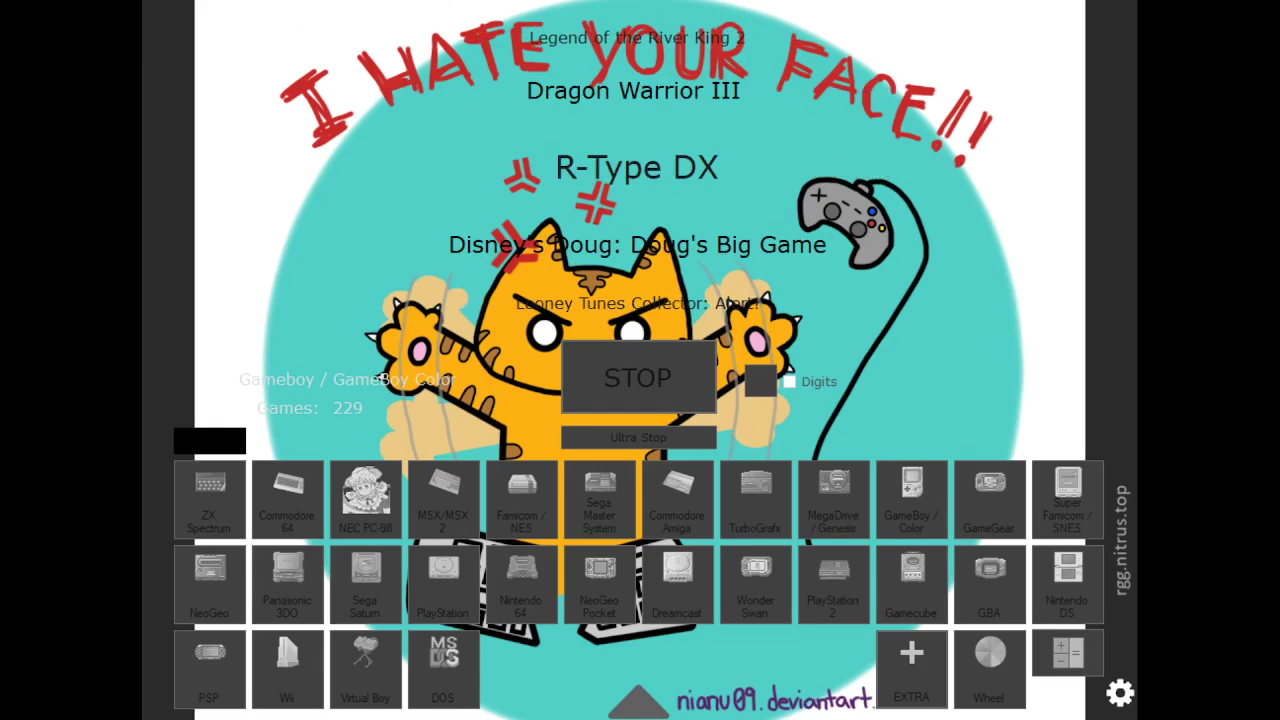 I HATE YOUR FACE!!
Legend of the River King 2
Dragon Warrior III
R-Type DX
Disney's Doug: Doug's Big Game
Looney Tunes Collector: Alert!
STOP
Digits
Gameboy / GameBoy Color
Games: 229
Ultra Stop
ZX
Spectrum
Commodore
64
NEC PC-98
MSX/MSX
2
Famicom /
NES
Sega
Master
System
Commodore
Amiga
TurboGrafx
MegaDrive
/ Genesis
GameBoy /
Color
GameGear
Super
Famicom /
SNES
NeoGeo
Panasonic
3DO
Sega
Saturn
PlayStation
Nintendo
64
NeoGeo
Pocket
Dreamcast
Wonder
Swan
PlayStation
2
Gamecube
GBA
Nintendo
DS
PSP
Wii
Virtual Boy
MS
DOS
DOS
EXTRA
Wheel
rgg.nitrus.top
nianu09.deviantart.